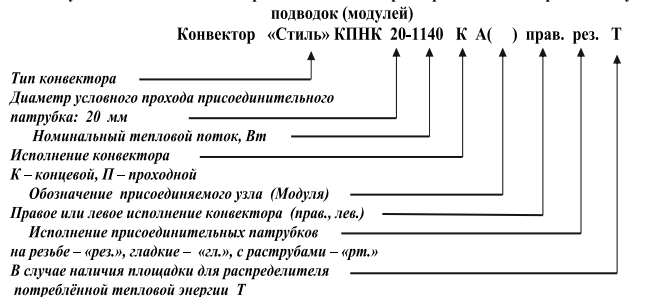 подводок (модулей)
Конвектор «Стиль» КПНК 20-1140 К А( ) прав. рез. Т
Тип конвектора
Диаметр условного прохода присоединительного
патрубка: 20 мм
Номинальный тепловой поток, Вт
Исполнение конвектора
К – концевой, П – проходной
Обозначение присоединяемого узла (Модуля)
Правое или левое исполнение конвектора (прав., лев.)
Исполнение присоединительных патрубков
на резьбе – «рез.», гладкие – «гл.», с раструбами – «рт.»
В случае наличия площадки для распределителя
потреблённой тепловой энергии Т